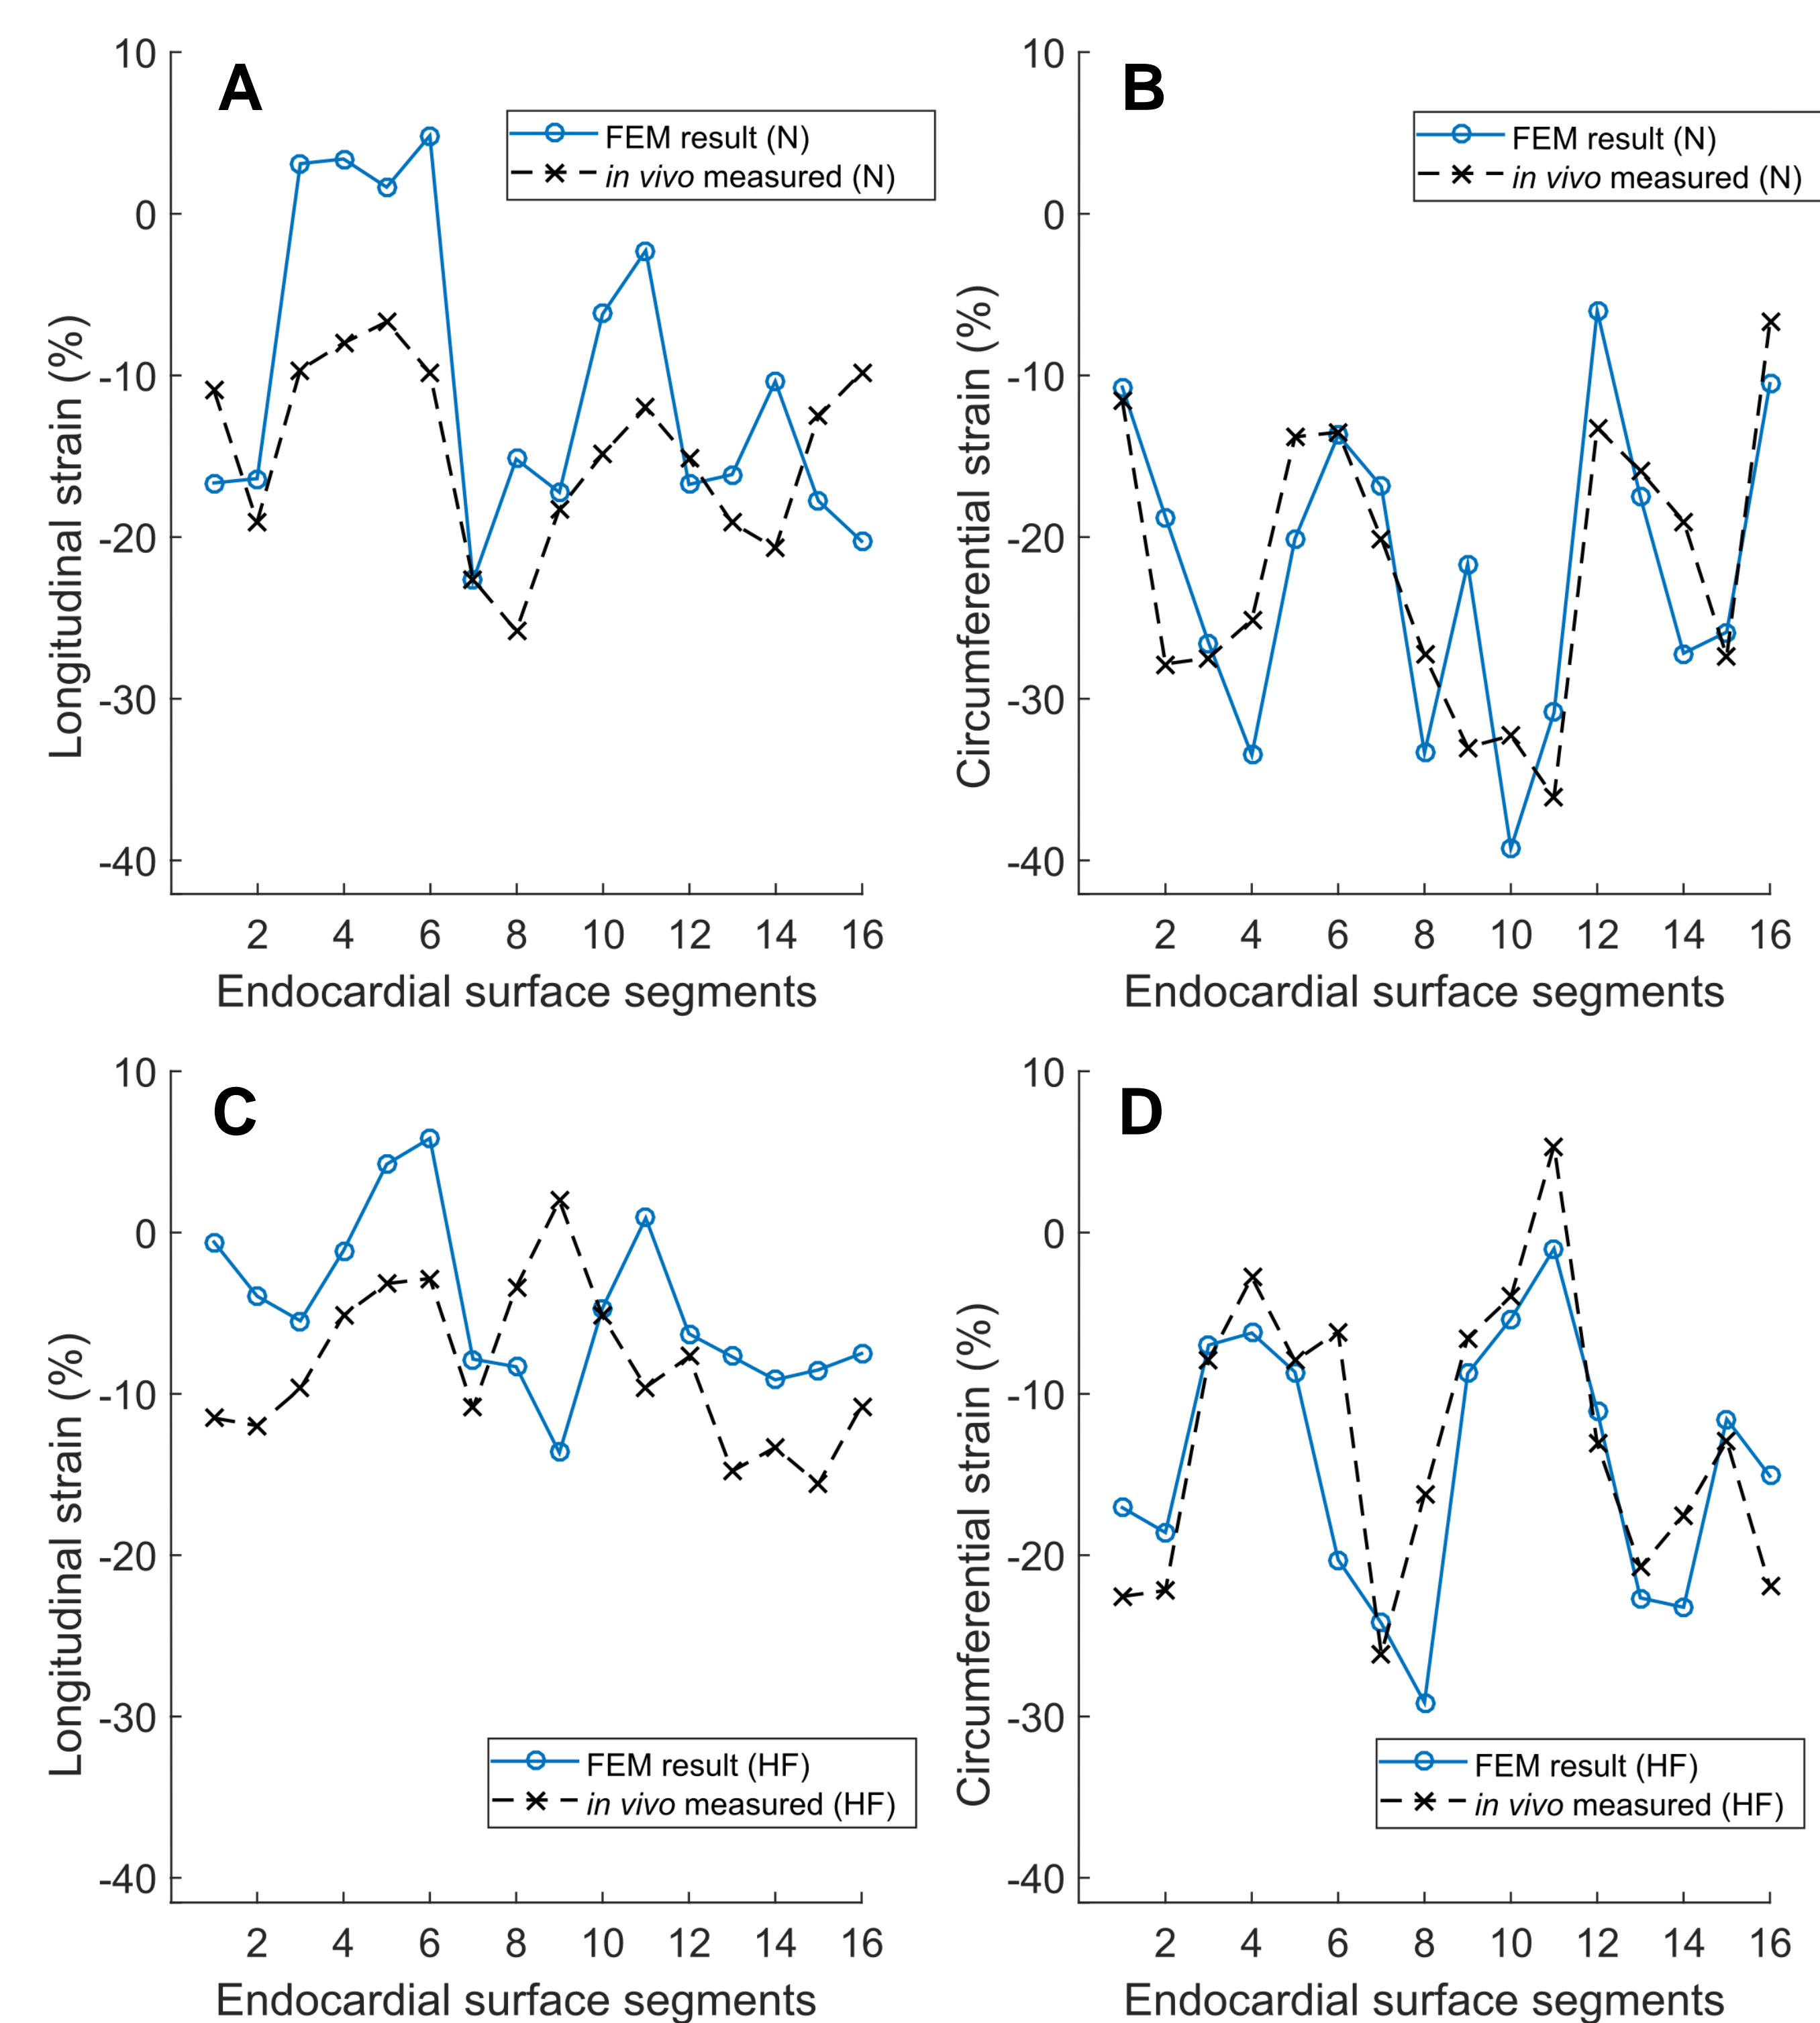 A
FEM result (N)
in vivo measured (N)
10
0
-10
-20
-30
-40
Longitudinal strain (%)
2 4 6 8 10 12 14 16
Endocardial surface segments
B
FEM result (N)
in vivo measured (N)
10
0
-10
-20
-30
-40
Circumferential strain (%)
2 4 6 8 10 12 14 16
Endocardial surface segments
C
10
0
-10
-20
-30
-40
Longitudinal strain (%)
FEM result (HF)
in vivo measured (HF)
2 4 6 8 10 12 14 16
Endocardial surface segments
D
10
0
-10
-20
-30
-40
Circumferential strain (%)
FEM result (HF)
in vivo measured (HF)
2 4 6 8 10 12 14 16
Endocardial surface segments